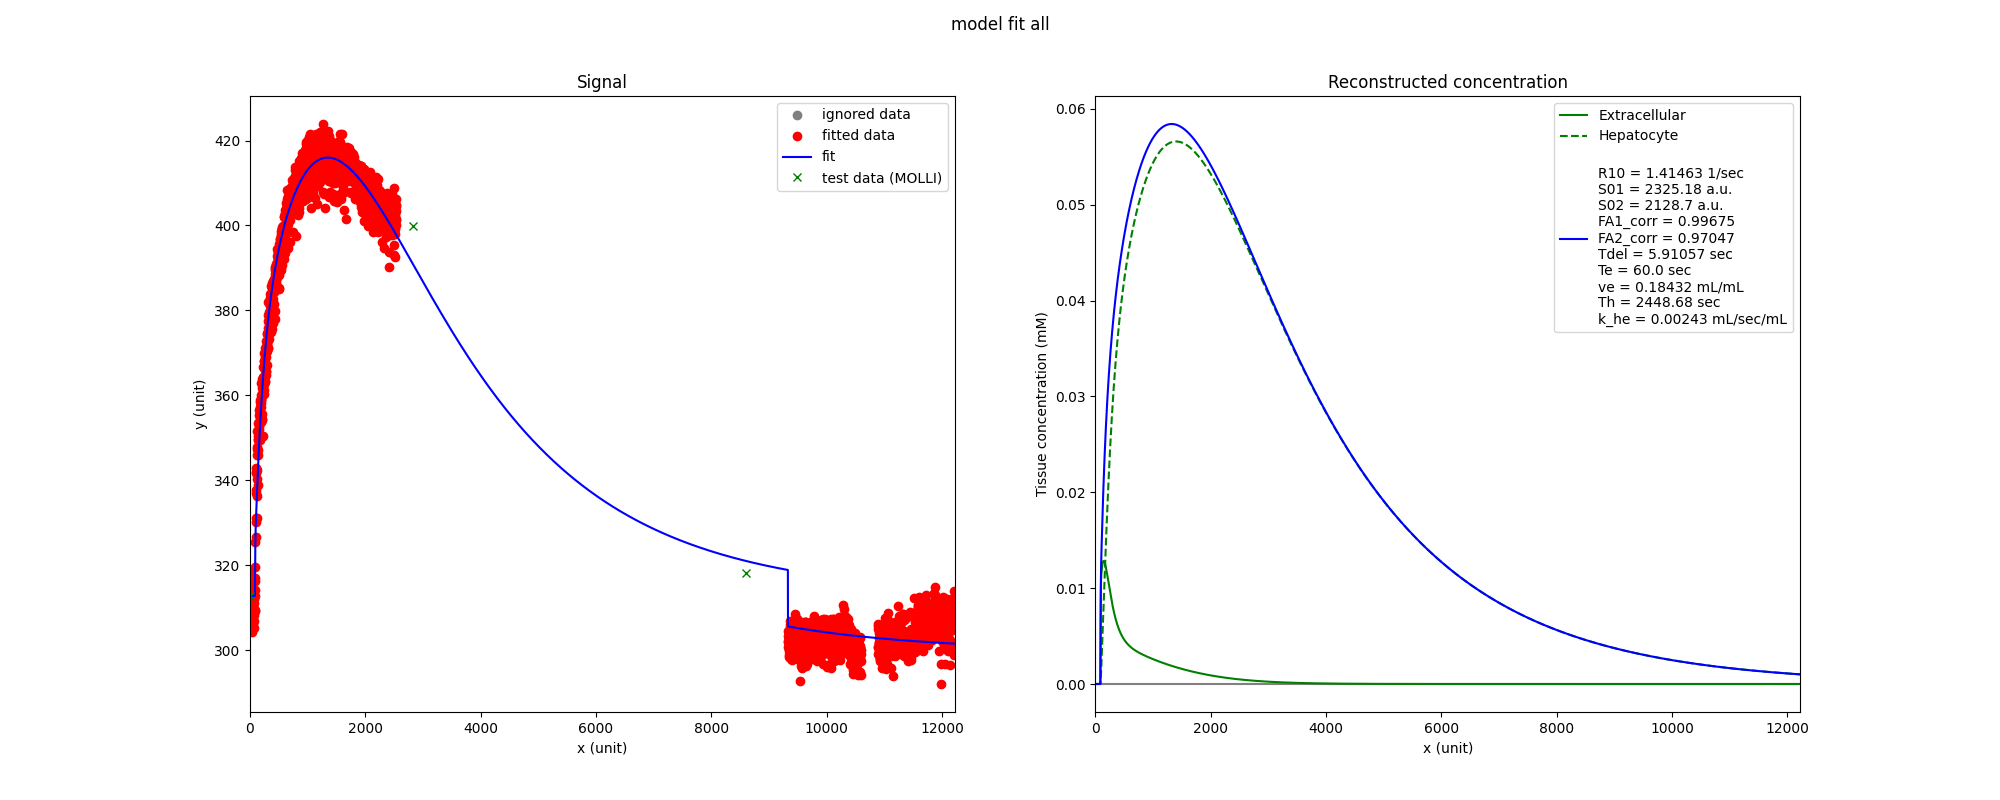 model fit all
Signal
ignored data
fitted data
fit
test data (MOLLI)
420
400
380
360
340
320
300
y (unit)
0
2000
4000
6000
8000
10000
12000
x (unit)
Reconstructed concentration
Extracellular
Hepatocyte
R10 = 1.41463 1/sec
S01 = 2325.18 a.u.
S02 = 2128.7 a.u.
FA1_corr = 0.99675
FA2_corr = 0.97047
Tdel = 5.91057 sec
Te = 60.0 sec
ve = 0.18432 mL/mL
Th = 2448.68 sec
k_he = 0.00243 mL/sec/mL
0.06
0.05
0.04
0.03
0.02
0.01
0.00
Tissue concentration (mM)
0
2000
4000
6000
8000
10000
12000
x (unit)